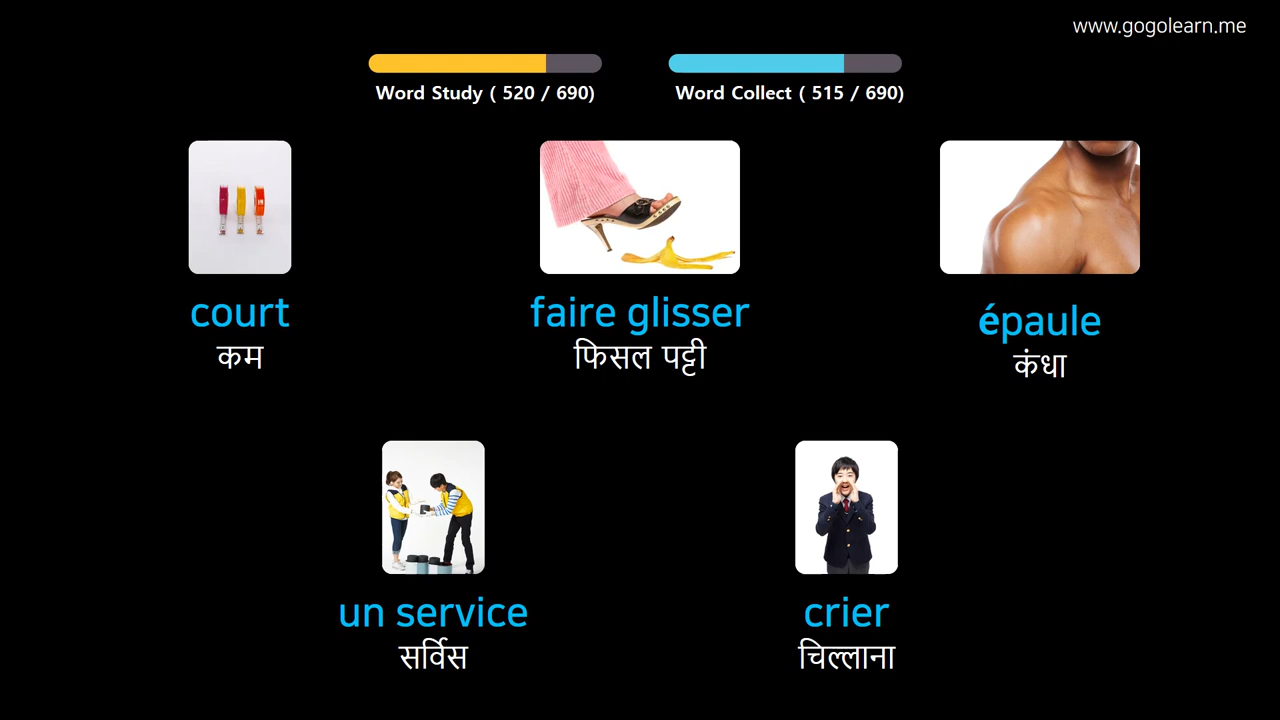 www.gogolearn.me
Word Study ( 520 / 690)
Word Collect ( 515 / 690)
court
कम
faire glisser
फिसल पट्टी
épaule
कंधा
un service
सर्विस
crier
चिल्लाना